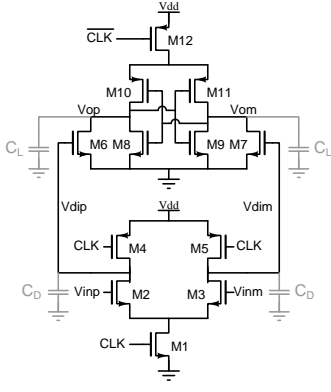 Vdd
CLK
M12
M10
M11
Vop
Vom
CL
M6
M8
M9
M7
CL
Vdip
Vdd
Vdim
CLK
M4
M5
CLK
CD
Vinp
M2
M3
Vinm
CD
CLK
M1